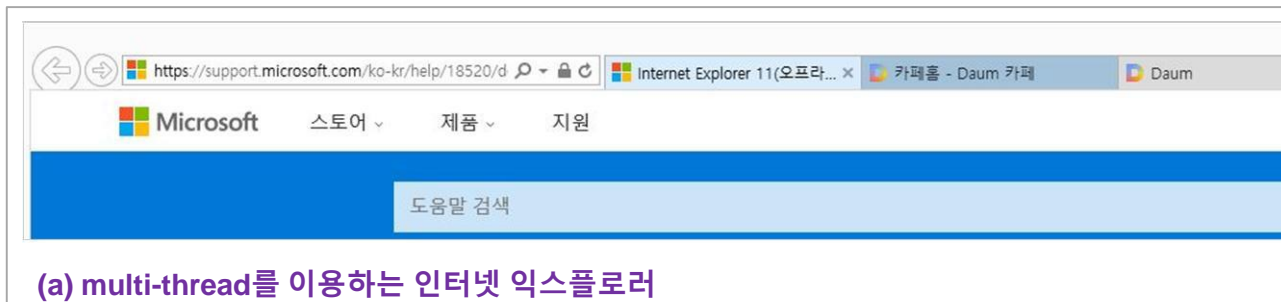 https://support.microsoft.com/ko-kr/help/18520/d
Internet Explorer 11(오프라...
카페홈 - Daum 카페
Daum
Microsoft 스토어 제품 지원
도움말 검색
(a) multi-thread를 이용하는 인터넷 익스플로러